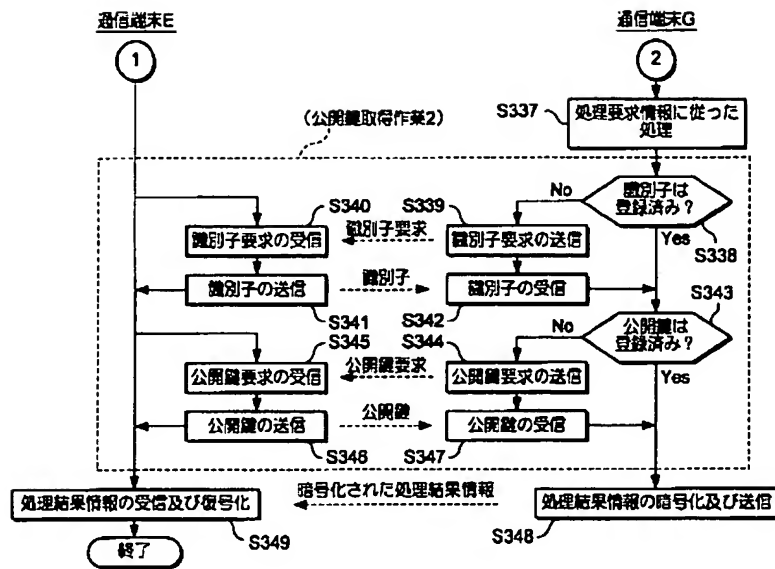 通信端末E
通信端末G
1
2
(公開鍵取得作業2)
S337
処理要求情報に従った
処理
No
識別子は
登録済み?
S340
S339
識別子要求
S338
識別子要求の受信
識別子要求の送信
Yes
識別子の送信
識別子
識別子の受信
S343
S341
S342
No
公開鍵は
登録済み?
S345
S344
公開鍵要求
公開鍵要求の受信
公開鍵要求の送信
Yes
公開鍵の送信
公開鍵
公開鍵の受信
S346
S347
処理結果情報の受信及び復号化
暗号化された処理結果情報
処理結果情報の暗号化及び送信
終了
S349
S348